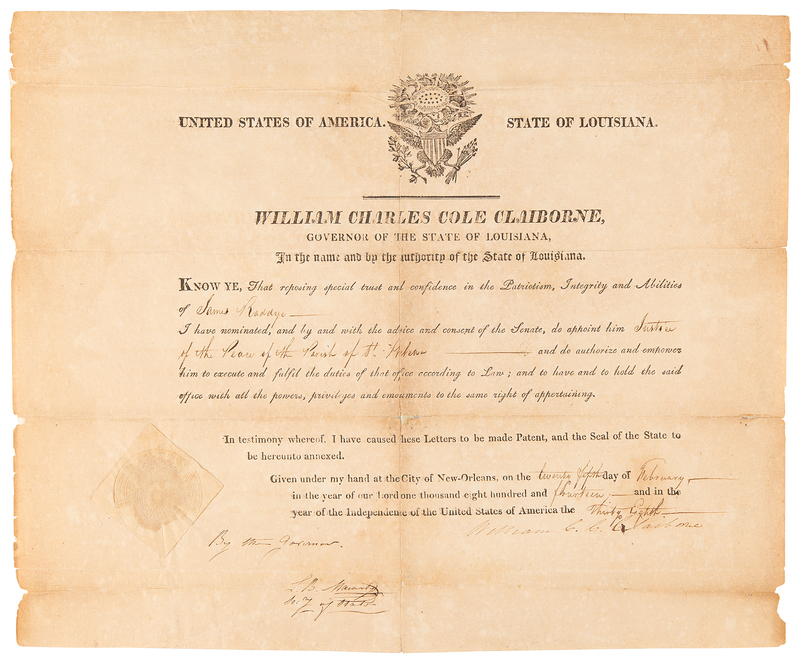 UNITED STATES OF AMERICA. STATE OF LOUISIANA.
WILLIAM CHARLES COLE CLAIBORNE,
GOVERNOR OF THE STATE OF LOUISIANA,
In the name and by the authority of the State of Louisiana.
KNOW YE, That reposing special trust and confidence in the Patriotism, Integrity and Abilities
of James
I have nominated, and by and with the advice and consent of the Senate, do appoint him Justice
of the Peace of the Parish of St. Helena and do authorize and empower
him to execute and fulfil the duties of that office according to Law; and to have and to hold the said
office with all the powers, privileges and emouments to the same right of appertaining.
In testimony whereof, I have caused these Letters to be made Patent, and the Seal of the State to
be hereunto annexed.
Given under my hand at the City of New-Orleans, on the twenty fifth day of February,
in the year of our Lord one thousand eight hundred and fourteen, and in the
year of the Independence of the United States of America the thirty Eighth
William C. C. Claiborne
By the Governor.
L. B. Macarty
Sc.y of State